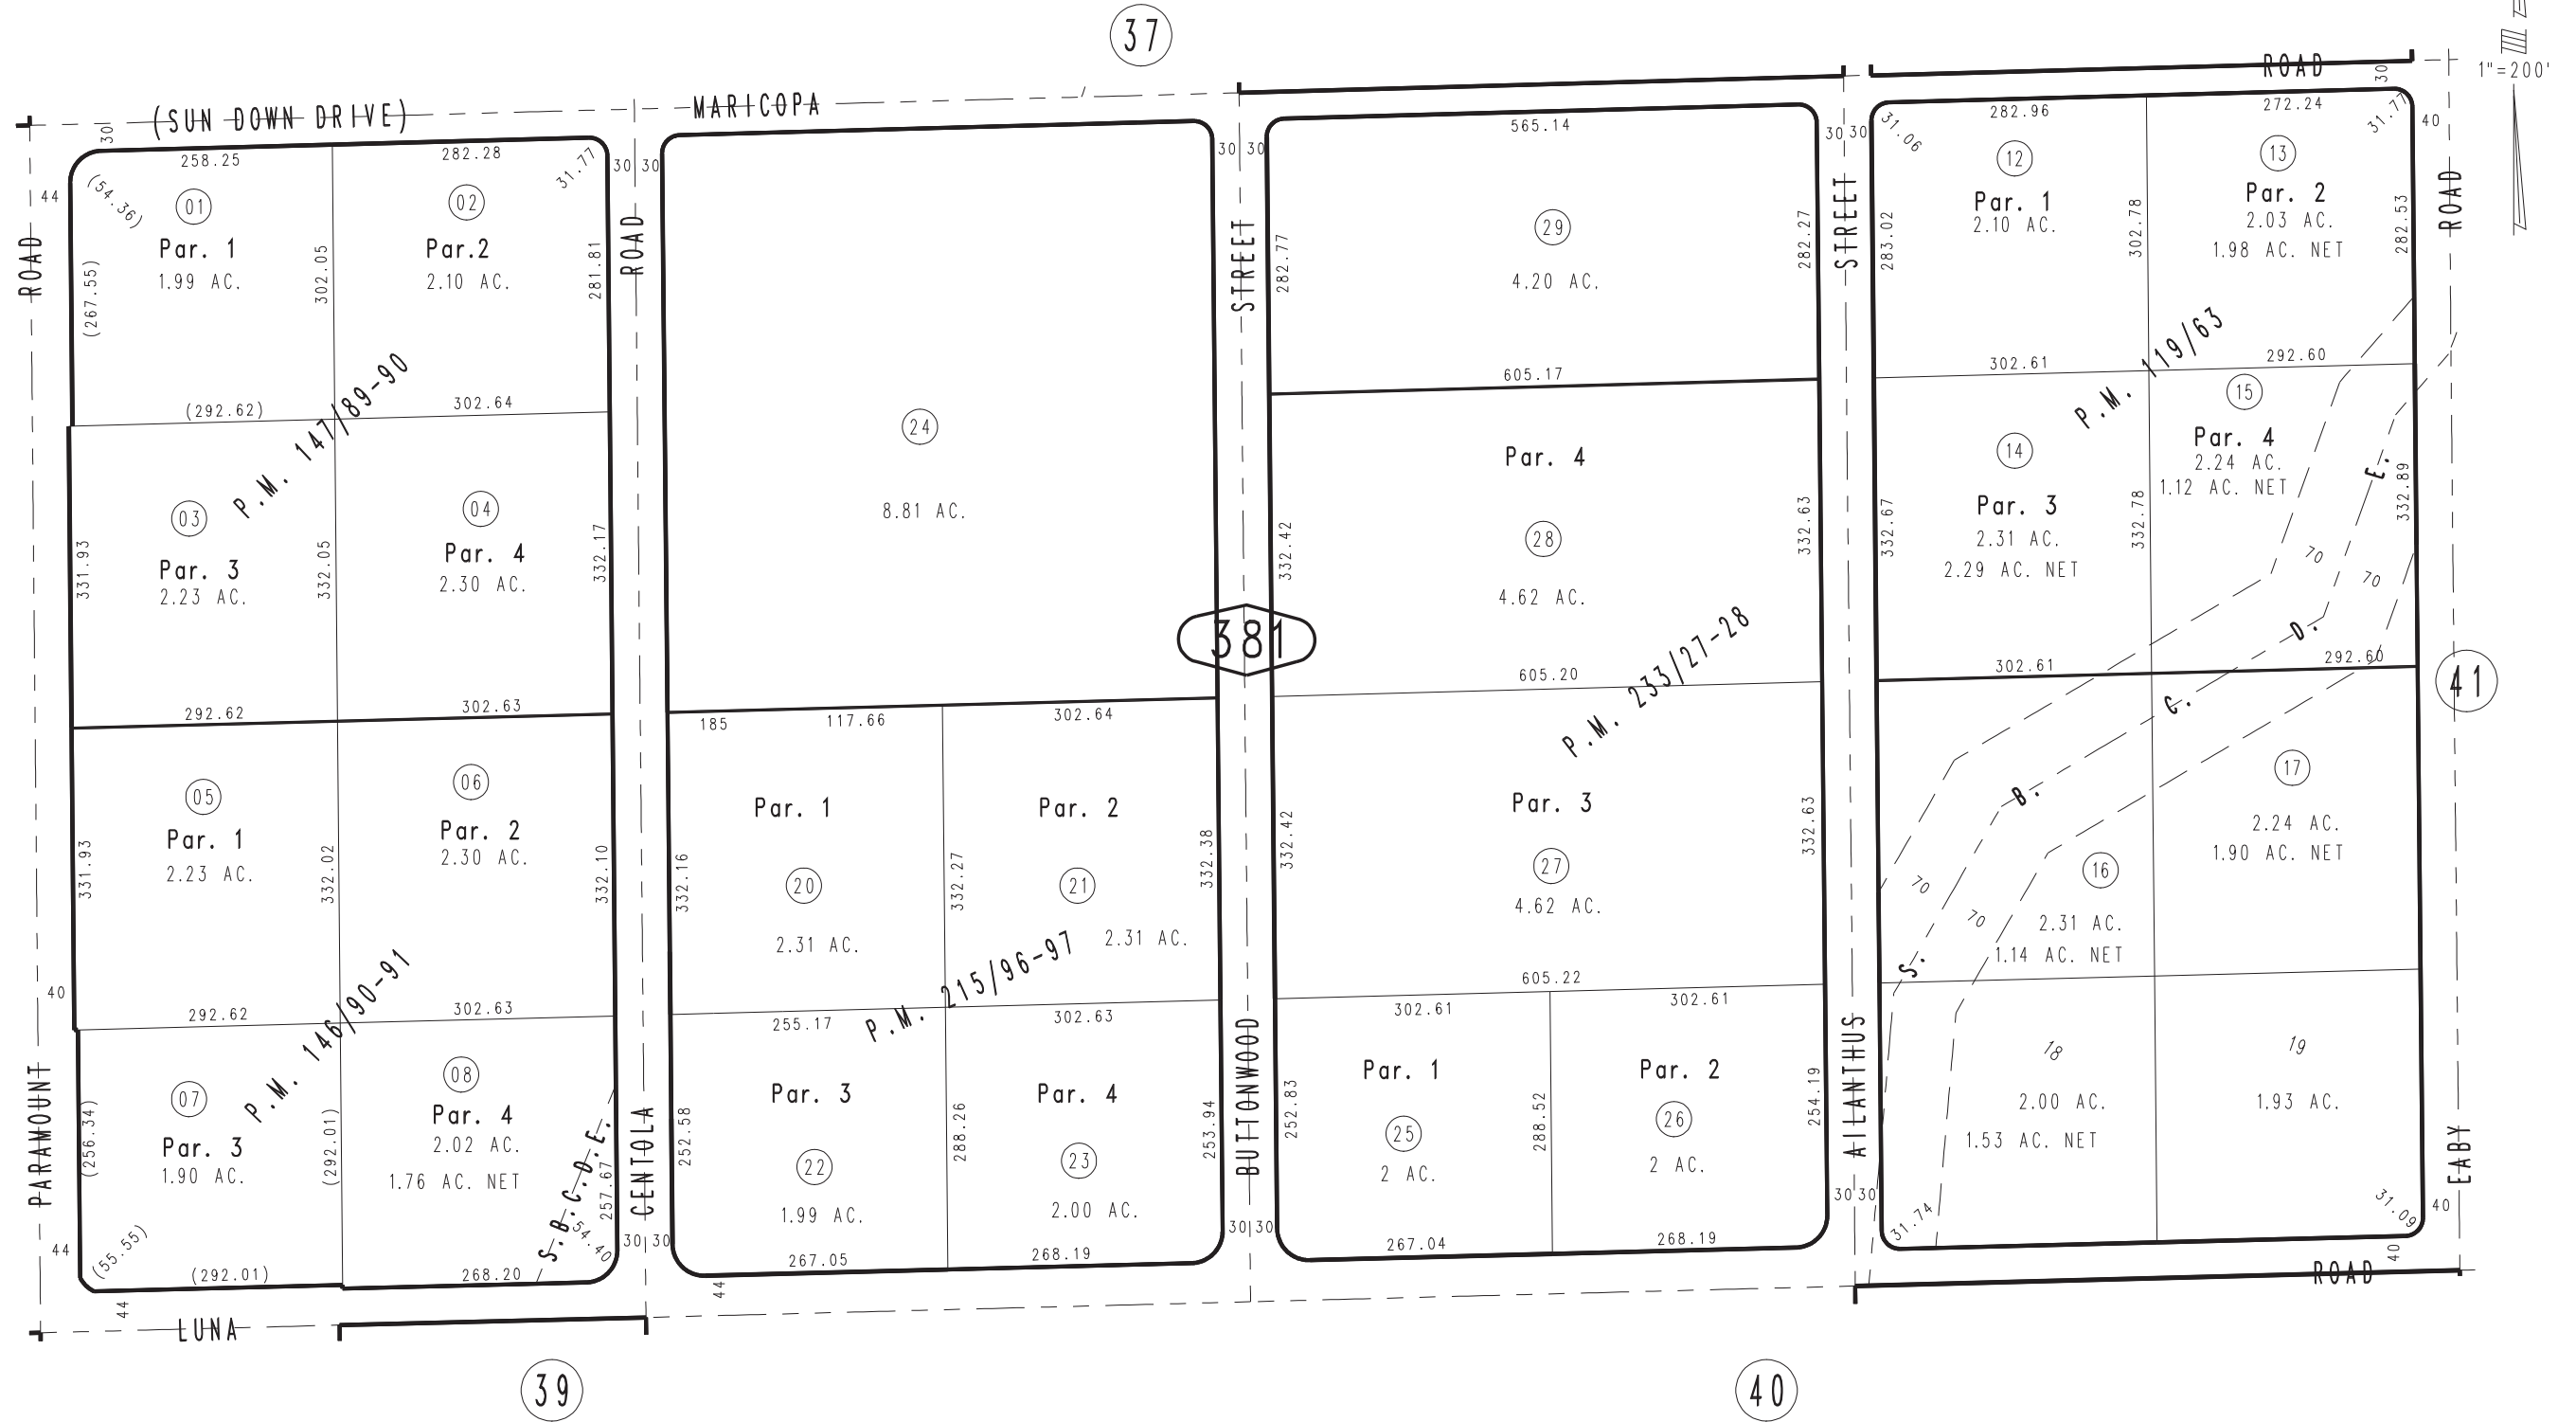 37
1"=200'
(SUN DOWN DRIVE)
MARICOPA
ROAD
30
258.25
282.28
31.77
30 30
30 30
565.14
30 30
31.06
282.96
272.24
31.77
30
40
44
(54.36)
01
Par. 1
1.99 AC.
(267.55)
302.05
02
Par.2
2.10 AC.
281.81
ROAD
ROAD
STREET
282.77
29
4.20 AC.
282.27
STREET
283.02
12
Par. 1
2.10 AC.
302.78
13
Par. 2
2.03 AC.
1.98 AC. NET
282.53
ROAD
P.M. 147/89-90
(292.62)
302.64
605.17
302.61
292.60
P.M. 119/63
03
Par. 3
2.23 AC.
331.93
332.05
04
Par. 4
2.30 AC.
332.17
24
8.81 AC.
Par. 4
28
4.62 AC.
332.42
332.63
14
Par. 3
2.31 AC.
2.29 AC. NET
332.67
332.78
15
Par. 4
2.24 AC.
1.12 AC. NET
332.89
70
70
S. B. C. D. E.
381
292.62
302.63
185
117.66
302.64
605.20
P.M. 233/27-28
302.61
292.60
41
05
Par. 1
2.23 AC.
331.93
332.02
06
Par. 2
2.30 AC.
332.10
Par. 1
20
2.31 AC.
332.16
332.27
Par. 2
21
2.31 AC.
332.38
Par. 3
27
4.62 AC.
332.42
332.63
16
2.31 AC.
1.14 AC. NET
70
70
17
2.24 AC.
1.90 AC. NET
P.M. 146/90-91
P.M. 215/96-97
40
292.62
302.63
255.17
302.63
605.22
302.61
302.61
07
Par. 3
1.90 AC.
(256.34)
(292.01)
08
Par. 4
2.02 AC.
1.76 AC. NET
257.67
S.B.C.D.E.
54.40
Par. 3
22
1.99 AC.
252.58
288.26
Par. 4
23
2.00 AC.
253.94
Par. 1
25
2 AC.
252.83
288.52
Par. 2
26
2 AC.
254.19
18
2.00 AC.
1.53 AC. NET
19
1.93 AC.
PARAMOUNT
CENTOLA
BUTTONWOOD
AILANTHUS
EABY
44
(55.55)
(292.01)
268.20
30 30
267.05
268.19
30 30
267.04
268.19
30 30
31.74
31.09
40
40
44
44
LUNA
ROAD
39
40